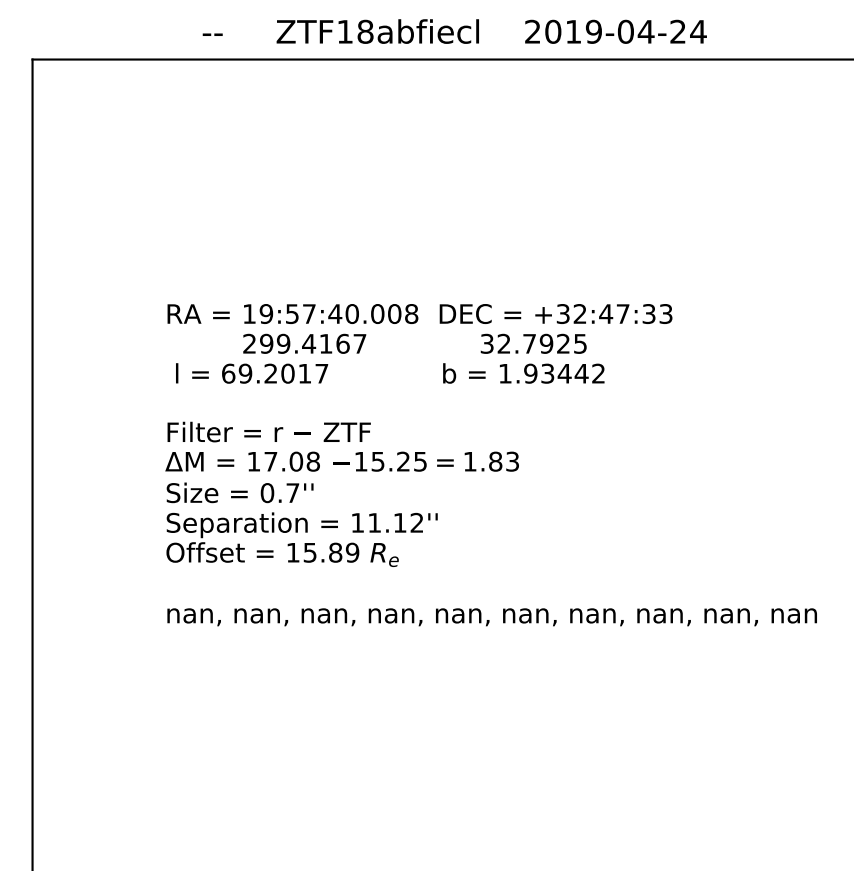 -- ZTF18abfiecl 2019-04-24
RA = 19:57:40.008 DEC = +32:47:33
299.4167 32.7925
l = 69.2017 b = 1.93442
Filter = r − ZTF
ΔM = 17.08 −15.25 = 1.83
Size = 0.7''
Separation = 11.12''
Offset = 15.89 Rₑ
nan, nan, nan, nan, nan, nan, nan, nan, nan, nan